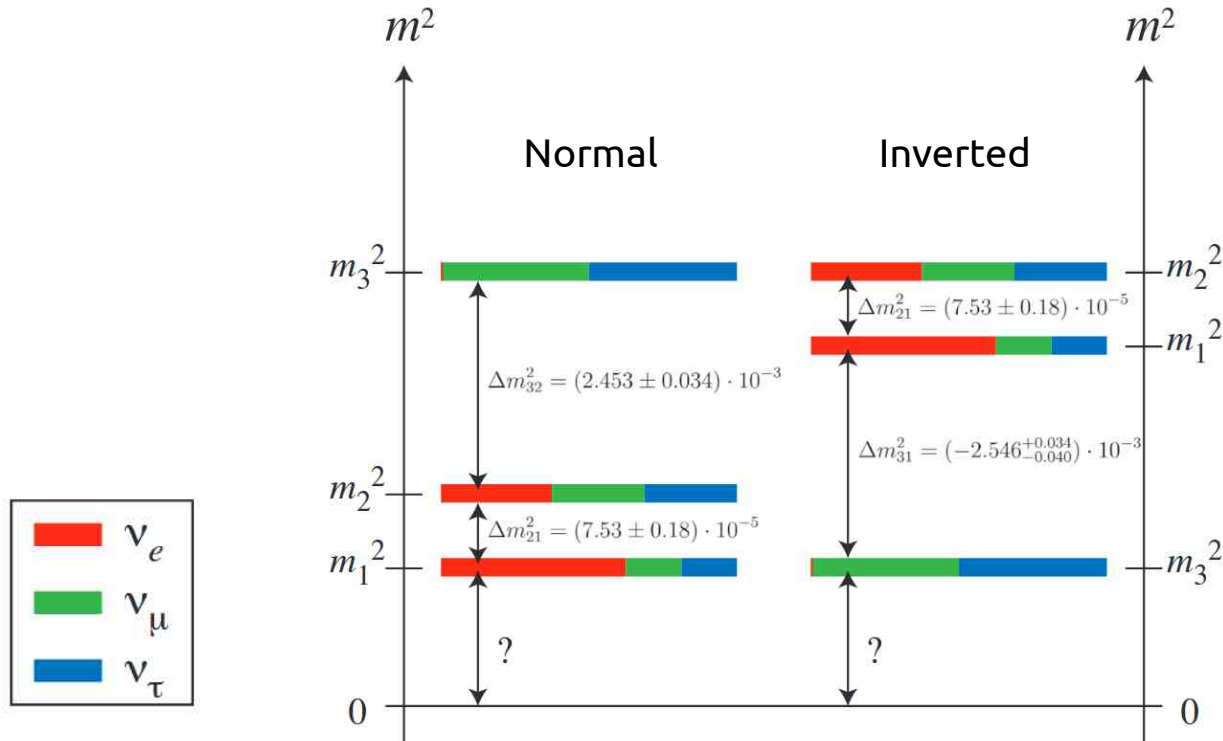 m² m²
Normal Inverted
m₃² m₂²
Δm²₂₁ = (7.53 ± 0.18) · 10⁻⁵
m₁²
Δm²₃₂ = (2.453 ± 0.034) · 10⁻³
Δm²₃₁ = (−2.546⁺⁰·⁰³⁴₋₀.₀₄₀) · 10⁻³
m₂²
Δm²₂₁ = (7.53 ± 0.18) · 10⁻⁵
m₁² m₃²
? ?
0 0
νe
νμ
ντ